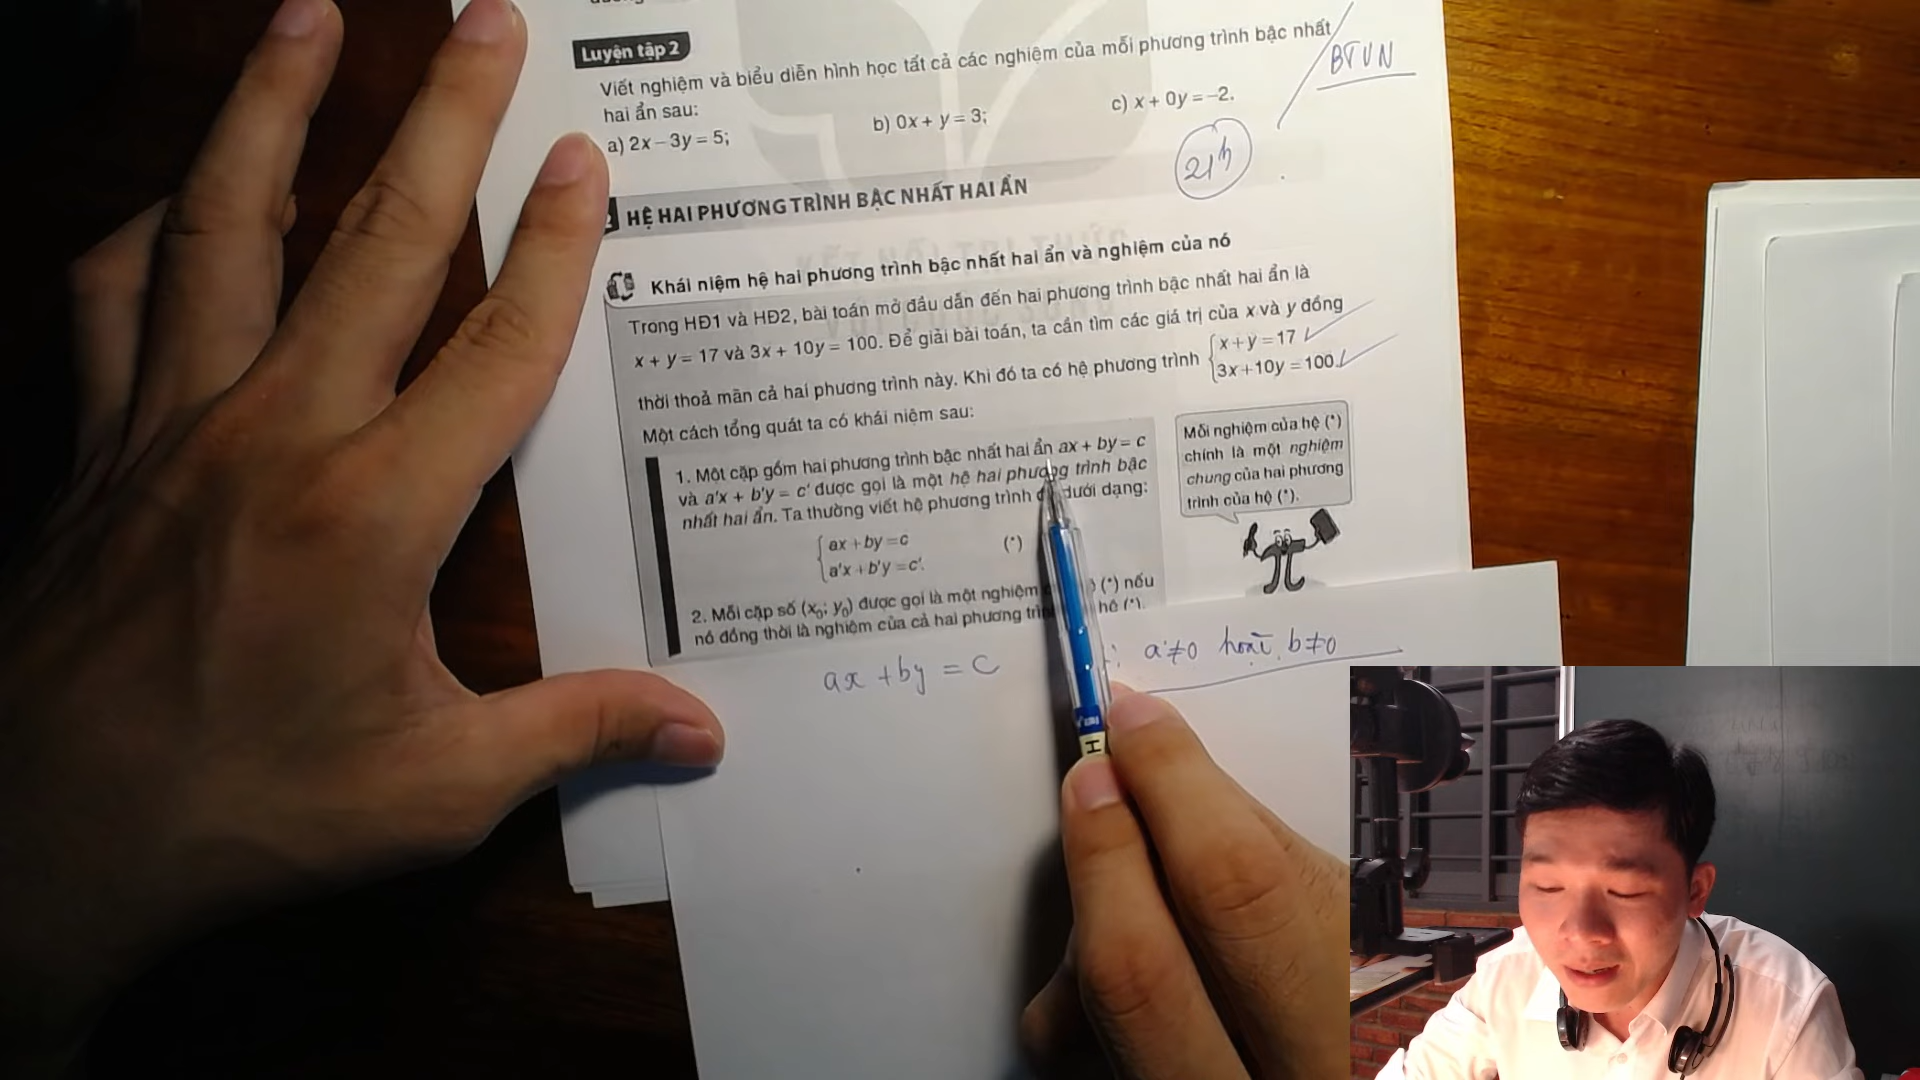 Luyện tập 2
Viết nghiệm và biểu diễn hình học tất cả các nghiệm của mỗi phương trình bậc nhất
hai ẩn sau:
a) 2x – 3y = 5;
b) 0x + y = 3;
c) x + 0y = –2.
BTVN
21h
HỆ HAI PHƯƠNG TRÌNH BẬC NHẤT HAI ẨN
Khái niệm hệ hai phương trình bậc nhất hai ẩn và nghiệm của nó
Trong HĐ1 và HĐ2, bài toán mở đầu dẫn đến hai phương trình bậc nhất hai ẩn là
x + y = 17 và 3x + 10y = 100. Để giải bài toán, ta cần tìm các giá trị của x và y đồng
thời thoả mãn cả hai phương trình này. Khi đó ta có hệ phương trình
x + y = 17
3x + 10y = 100.
Một cách tổng quát ta có khái niệm sau:
1. Một cặp gồm hai phương trình bậc nhất hai ẩn ax + by = c
và a'x + b'y = c' được gọi là một hệ hai phương trình bậc
nhất hai ẩn. Ta thường viết hệ phương trình dưới dạng:
ax + by = c
a'x + b'y = c'.
(*)
2. Mỗi cặp số (x₀; y₀) được gọi là một nghiệm (*) nếu
nó đồng thời là nghiệm của cả hai phương hệ (*).
Mỗi nghiệm của hệ (*)
chính là một nghiệm
chung của hai phương
trình của hệ (*).
π
ax + by = c
a ≠ 0 hoặc b ≠ 0
H